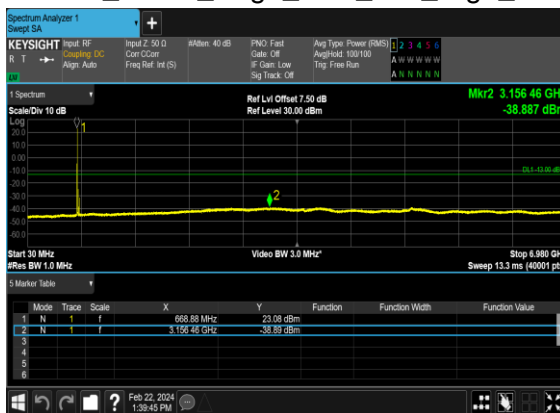 Spectrum Analyzer 1
Swept SA
KEYSIGHT
R T
Input: RF
Coupling: DC
Align: Auto
Input Z: 50 Ω
Corr CCorr
Freq Ref: Int (S)
#Atten: 40 dB
PNO: Fast
Gate: Off
IF Gain: Low
Sig Track: Off
Avg Type: Power (RMS)
Avg|Hold: 100/100
Trig: Free Run
1 2 3 4 5 6
A W W W W W
A N N N N N
1 Spectrum
Scale/Div 10 dB
Ref Lvl Offset 7.50 dB
Ref Level 30.00 dBm
Mkr2 3.156 46 GH
-38.887 dBr
Log
20.0
10.0
0.00
-10.0
-20.0
-30.0
-40.0
-50.0
-60.0
1
2
DL1 -13.00 dB
Start 30 MHz
#Res BW 1.0 MHz
Video BW 3.0 MHz*
Stop 6.980 GH
Sweep 13.3 ms (40001 pt
5 Marker Table
Mode Trace Scale X Y Function Function Width Function Value
1 N 1 f 668.88 MHz 23.08 dBm
2 N 1 f 3.156 46 GHz -38.89 dBm
3
4
5
6
?
Feb 22, 2024
1:39:45 PM